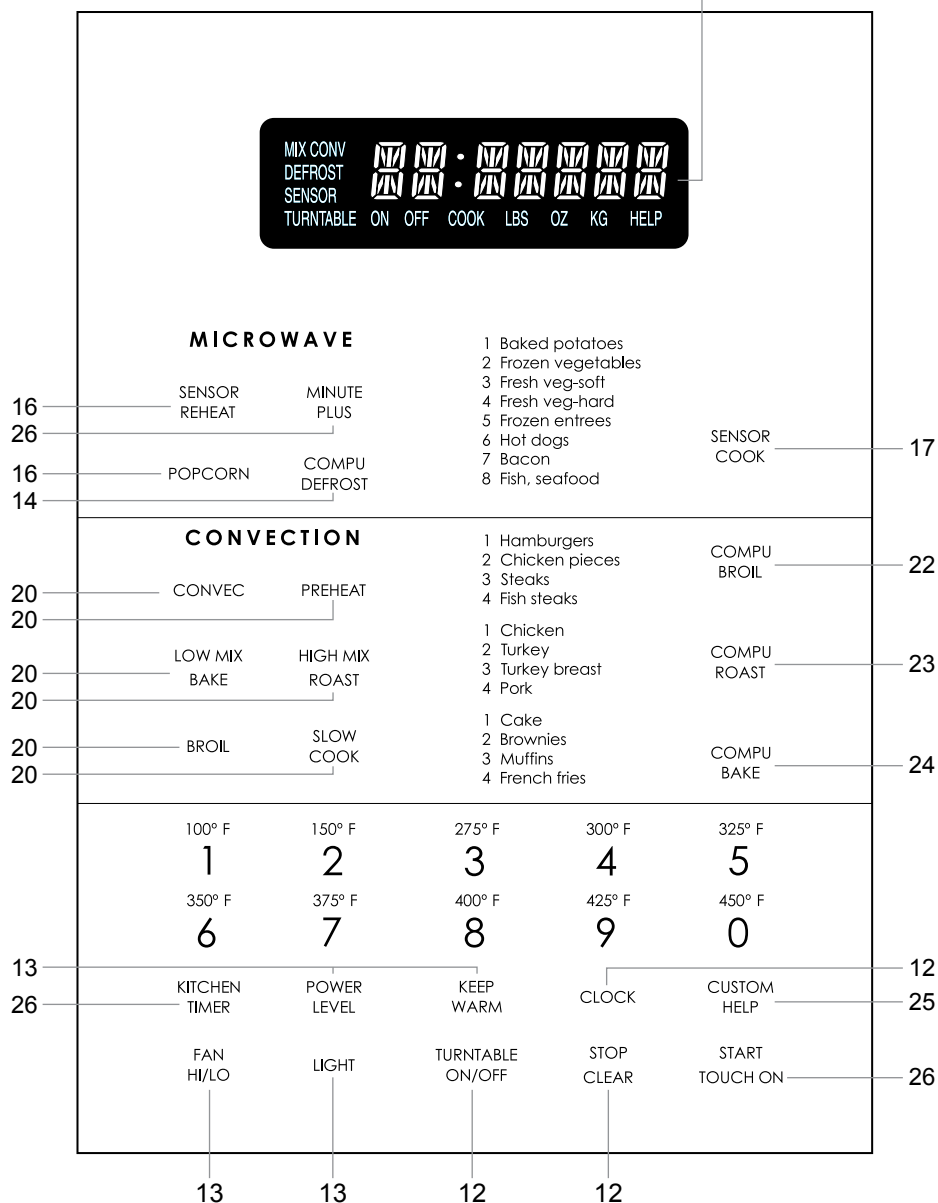 MIX CONV
DEFROST
SENSOR
TURNTABLE ON OFF COOK LBS OZ KG HELP
MICROWAVE
SENSOR
REHEAT
MINUTE
PLUS
16
26
POPCORN
COMPU
DEFROST
16
14
1 Baked potatoes
2 Frozen vegetables
3 Fresh veg-soft
4 Fresh veg-hard
5 Frozen entrees
6 Hot dogs
7 Bacon
8 Fish, seafood
SENSOR
COOK
17
CONVECTION
CONVEC
PREHEAT
20
20
LOW MIX
BAKE
HIGH MIX
ROAST
20
20
BROIL
SLOW
COOK
20
20
1 Hamburgers
2 Chicken pieces
3 Steaks
4 Fish steaks
COMPU
BROIL
22
1 Chicken
2 Turkey
3 Turkey breast
4 Pork
COMPU
ROAST
23
1 Cake
2 Brownies
3 Muffins
4 French fries
COMPU
BAKE
24
100° F 150° F 275° F 300° F 325° F
1 2 3 4 5
350° F 375° F 400° F 425° F 450° F
6 7 8 9 0
13
26
KITCHEN
TIMER
POWER
LEVEL
KEEP
WARM
CLOCK
CUSTOM
HELP
12
25
FAN
HI/LO
LIGHT
TURNTABLE
ON/OFF
STOP
CLEAR
START
TOUCH ON
26
13 13 12 12